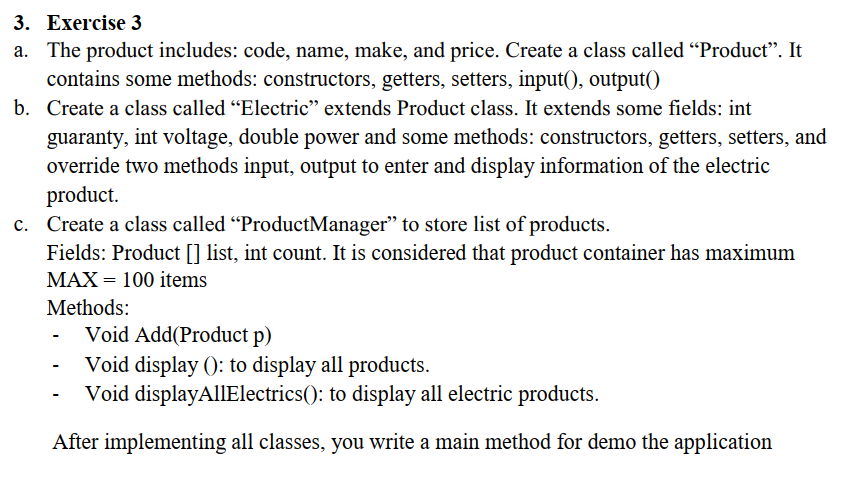 3. Exercise 3
a. The product includes: code, name, make, and price. Create a class called “Product”. It
contains some methods: constructors, getters, setters, input(), output()
b. Create a class called “Electric” extends Product class. It extends some fields: int
guaranty, int voltage, double power and some methods: constructors, getters, setters, and
override two methods input, output to enter and display information of the electric
product.
c. Create a class called “ProductManager” to store list of products.
Fields: Product [] list, int count. It is considered that product container has maximum
MAX = 100 items
Methods:
- Void Add(Product p)
- Void display (): to display all products.
- Void displayAllElectrics(): to display all electric products.
After implementing all classes, you write a main method for demo the application